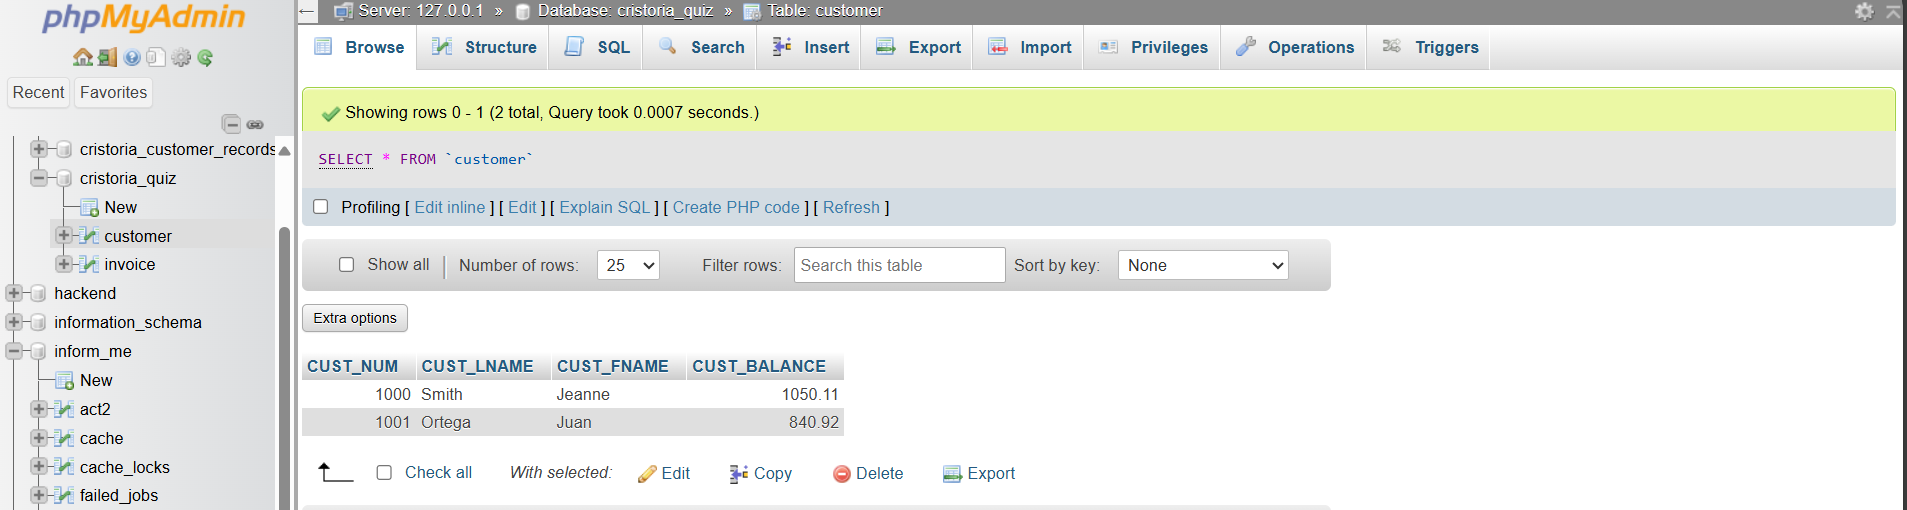 phpMyAdmin
Recent Favorites
cristoria_customer_records
cristoria_quiz
New
customer
invoice
hackend
information_schema
inform_me
New
act2
cache
cache_locks
failed_jobs
Server: 127.0.0.1 » Database: cristoria_quiz » Table: customer
Browse Structure SQL Search Insert Export Import Privileges Operations Triggers
Showing rows 0 - 1 (2 total, Query took 0.0007 seconds.)
SELECT * FROM `customer`
Profiling [ Edit inline ] [ Edit ] [ Explain SQL ] [ Create PHP code ] [ Refresh ]
Show all Number of rows: 25 Filter rows: Search this table Sort by key: None
Extra options
CUST_NUM CUST_LNAME CUST_FNAME CUST_BALANCE
1000 Smith Jeanne 1050.11
1001 Ortega Juan 840.92
Check all With selected: Edit Copy Delete Export